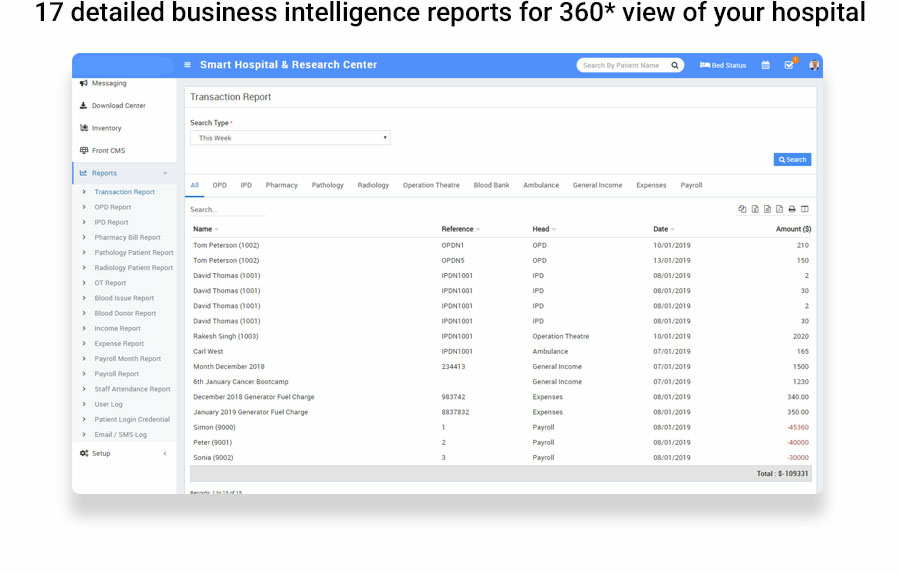 17 detailed business intelligence reports for 360* view of your hospital
Smart Hospital & Research Center
Search By Patient Name
Bed Status
Messaging
Download Center
Inventory
Front CMS
Reports
Transaction Report
OPD Report
IPD Report
Pharmacy Bill Report
Pathology Patient Report
Radiology Patient Report
OT Report
Blood Issue Report
Blood Donor Report
Income Report
Expense Report
Payroll Month Report
Payroll Report
Staff Attendance Report
User Log
Patient Login Credential
Email / SMS Log
Setup
Transaction Report
Search Type *
This Week
Search
All OPD IPD Pharmacy Pathology Radiology Operation Theatre Blood Bank Ambulance General Income Expenses Payroll
Search...
Name Reference Head Date Amount ($)
Tom Peterson (1002) OPDN1 OPD 10/01/2019 210
Tom Peterson (1002) OPDN5 OPD 13/01/2019 150
David Thomas (1001) IPDN1001 IPD 08/01/2019 2
David Thomas (1001) IPDN1001 IPD 08/01/2019 30
David Thomas (1001) IPDN1001 IPD 08/01/2019 2
David Thomas (1001) IPDN1001 IPD 08/01/2019 30
Rakesh Singh (1003) IPDN1001 Operation Theatre 10/01/2019 2020
Carl West IPDN1001 Ambulance 07/01/2019 165
Month December 2018 234413 General Income 07/01/2019 1500
6th January Cancer Bootcamp General Income 07/01/2019 1230
December 2018 Generator Fuel Charge 983742 Expenses 08/01/2019 340.00
January 2019 Generator Fuel Charge 8837832 Expenses 08/01/2019 350.00
Simon (9000) 1 Payroll 08/01/2019 -45360
Peter (9001) 2 Payroll 08/01/2019 -40000
Sonia (9002) 3 Payroll 08/01/2019 -30000
Total : $-109331
Records: 1 to 15 of 15